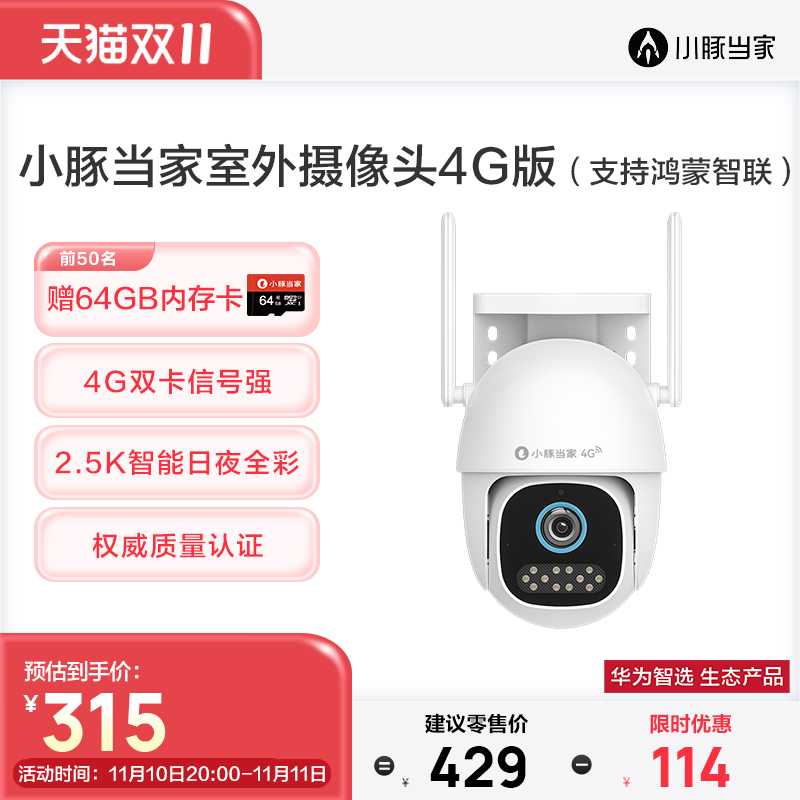 天猫双11
小豚当家
小豚当家室外摄像头4G版（支持鸿蒙智联）
前50名
赠64GB内存卡
小豚当家
64 GB
4G双卡信号强
2.5K智能日夜全彩
权威质量认证
小豚当家 4G
华为智选 生态产品
预估到手价：
¥315
活动时间：11月10日20:00-11月11日
建议零售价
= ¥429
限时优惠
- ¥114